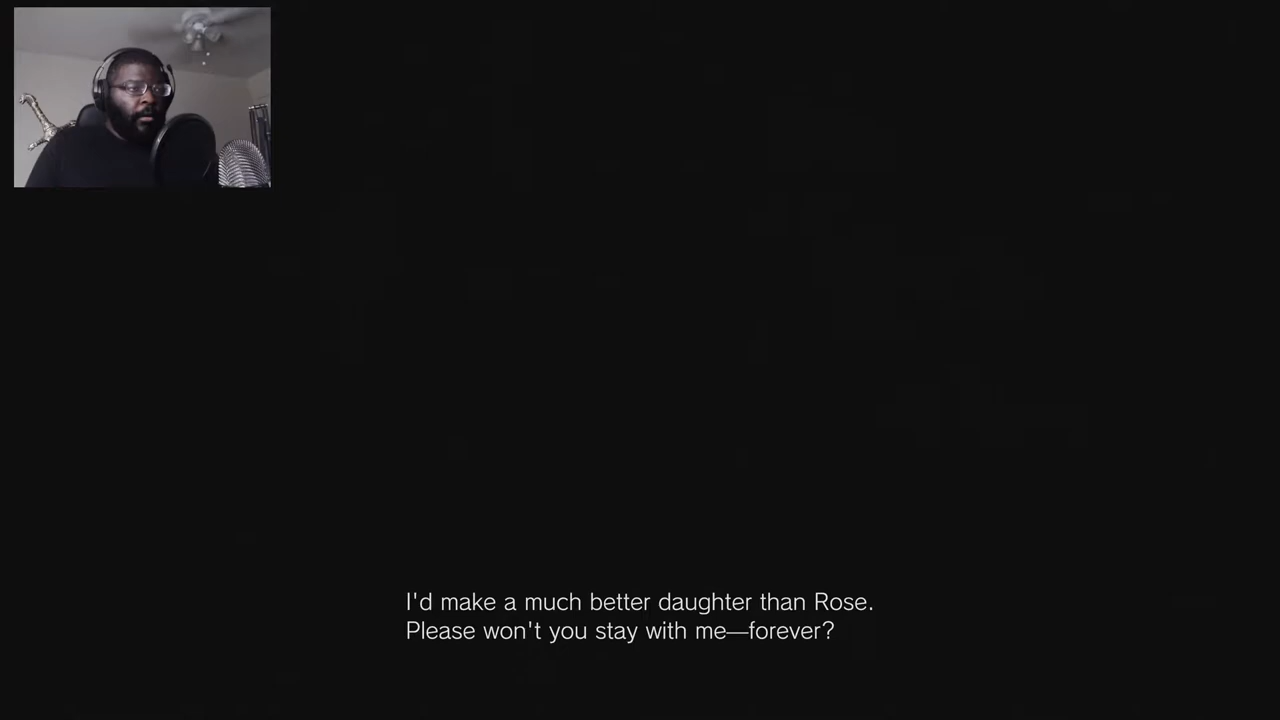 I'd make a much better daughter than Rose.
Please won't you stay with me—forever?